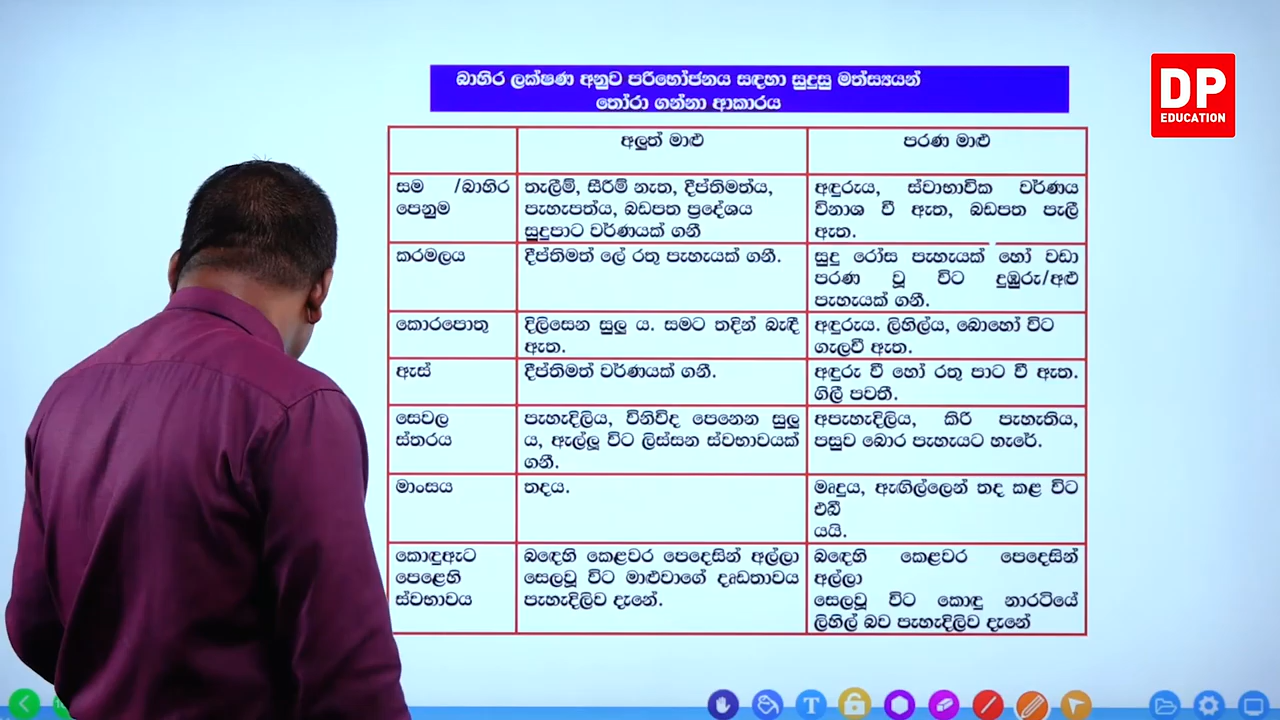 බාහිර ලක්ෂණ අනුව පරිභෝජනය සඳහා සුදුසු මත්ස්‍යයන්
තෝරා ගන්නා ආකාරය
DP
EDUCATION
අලුත් මාළු
පරණ මාළු
සම /බාහිර
පෙනුම
තැලීම්, සීරීම් නැත, දීප්තිමත්ය,
පැහැපත්ය, බඩපත ප්‍රදේශය
සුදුපාට වර්ණයක් ගනී
අඳුරුය, ස්වාභාවික වර්ණය
විනාශ වී ඇත, බඩපත පැලී
ඇත.
කරමලය
දීප්තිමත් ලේ රතු පැහැයක් ගනී.
සුදු රෝස පැහැයක් හෝ වඩා
පරණ වූ විට දුඹුරු/අළු
පැහැයක් ගනී.
කොරපොතු
දිලිසෙන සුලු ය. සමට තදින් බැඳී
ඇත.
අඳුරුය. ලිහිල්ය, බොහෝ විට
ගැලවී ඇත.
ඇස්
දීප්තිමත් වර්ණයක් ගනී.
අඳුරු වී හෝ රතු පාට වී ඇත.
ගිලී පවතී.
සෙවල
ස්තරය
පැහැදිලිය, විනිවිද පෙනෙන සුලු
ය, ඇල්ලූ විට ලිස්සන ස්වභාවයක්
ගනී.
අපැහැදිලිය, කිරි පැහැතිය,
පසුව බොර පැහැයට හැරේ.
මාංසය
තදය.
මෘදුය, ඇඟිල්ලෙන් තද කළ විට
එබී
යයි.
කොඳුඇට
පෙළෙහි
ස්වභාවය
බඳෙහි කෙළවර පෙදෙසින් අල්ලා
සෙලවූ විට මාළුවාගේ දෘඩතාවය
පැහැදිලිව දැනේ.
බඳෙහි කෙළවර පෙදෙසින්
අල්ලා
සෙලවූ විට කොඳු නාරටියේ
ලිහිල් බව පැහැදිලිව දැනේ
T